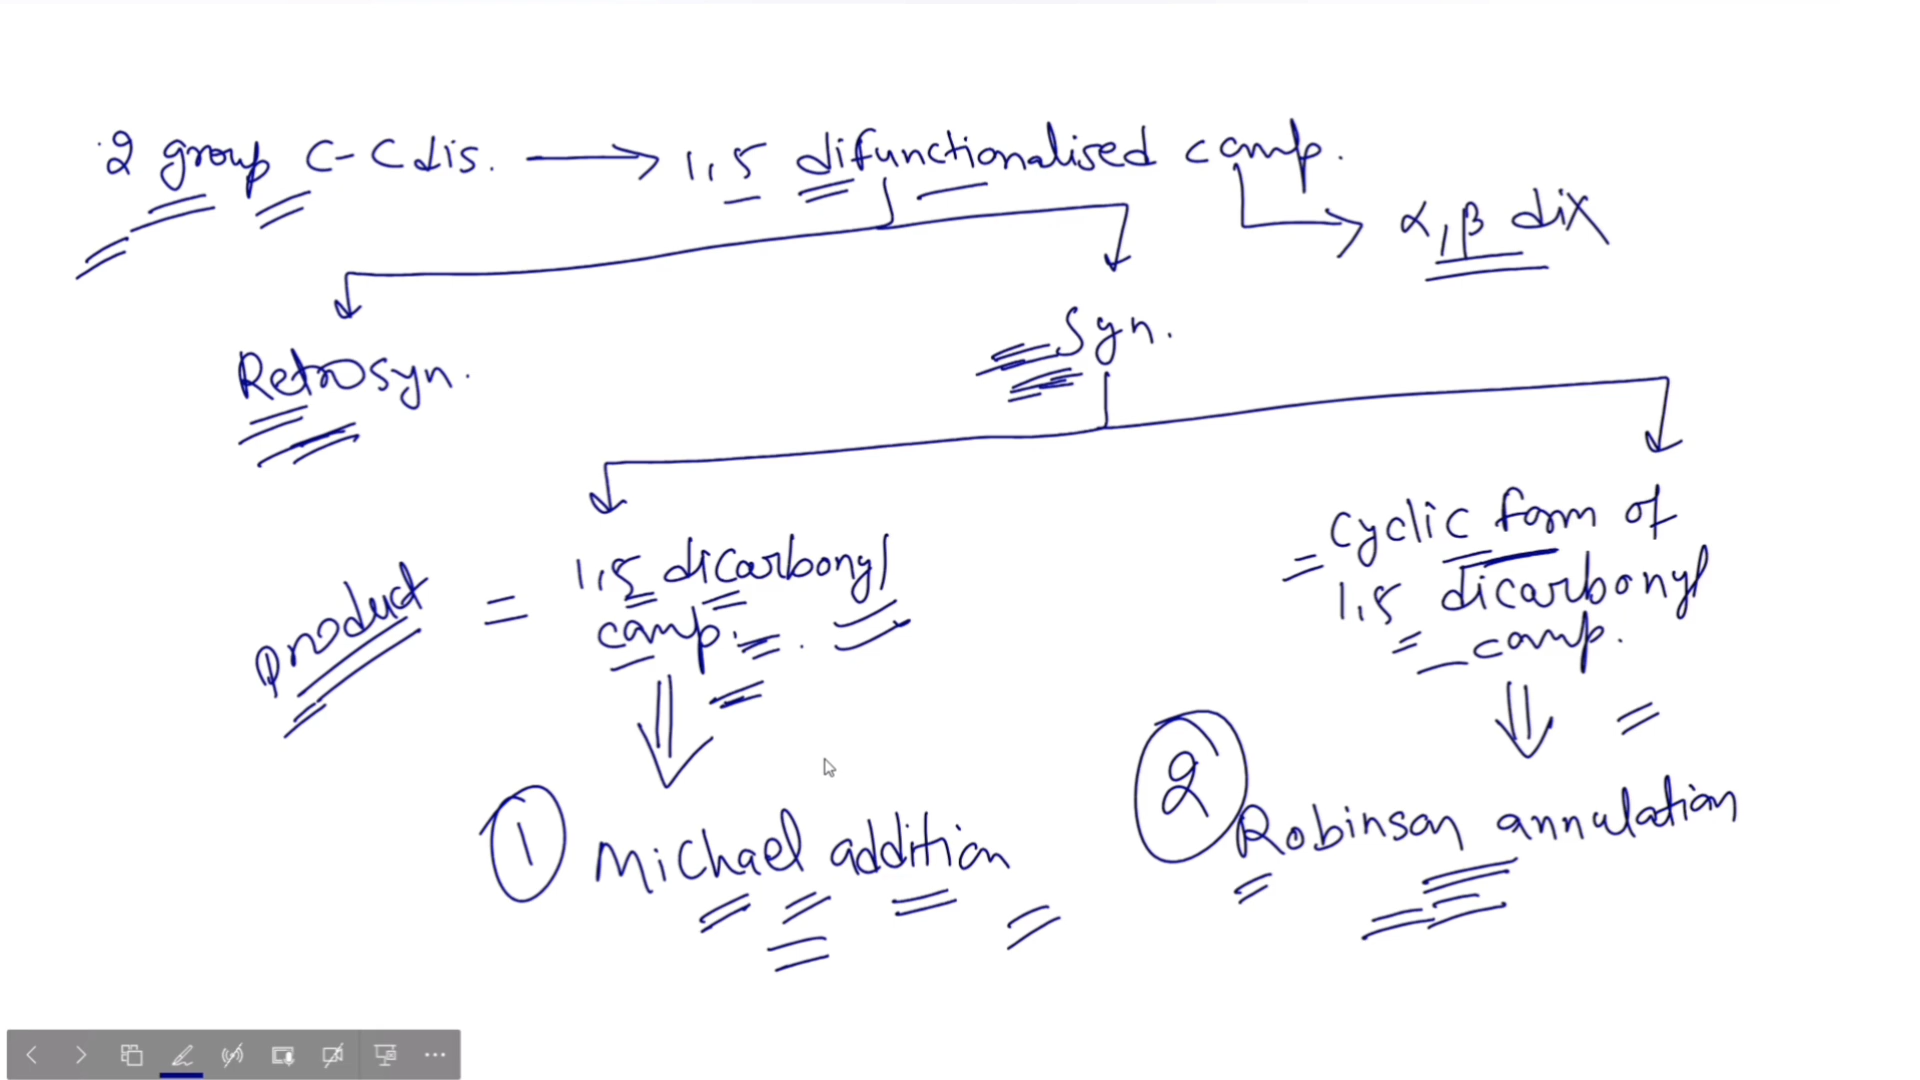 2 group C-C dis. → 1,5 difunctionalised comp.
α,β dix
Retrosyn.
Syn.
product = 1,5 dicarbonyl
comp.
= Cyclic form of
1,5 dicarbonyl
comp.
① Michael addition
② Robinson annulation